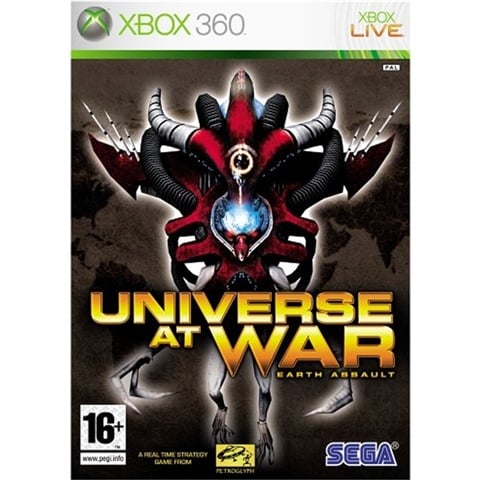 XBOX 360
XBOX
LIVE
PAL
UNIVERSE
AT WAR
EARTH ASSAULT
16+
www.pegi.info
A REAL TIME STRATEGY
GAME FROM
PETROGLYPH
SEGA